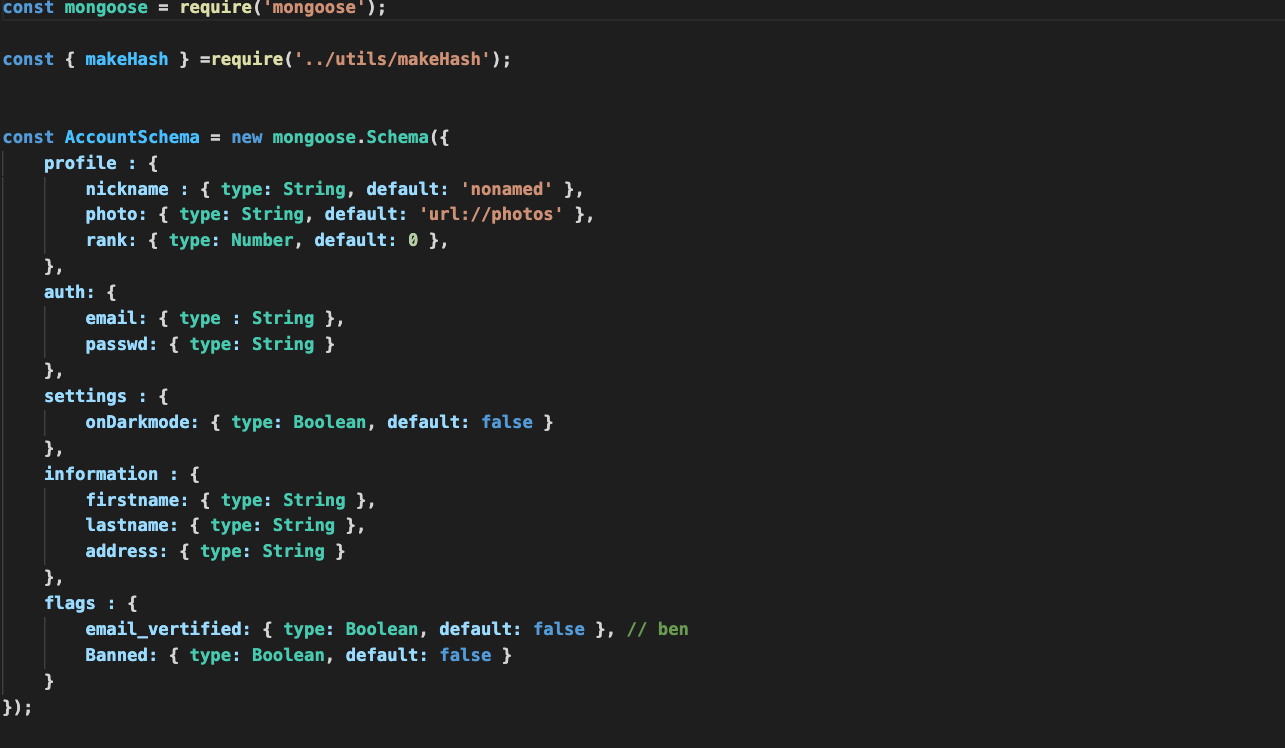 const mongoose = require('mongoose');
const { makeHash } =require('../utils/makeHash');
const AccountSchema = new mongoose.Schema({
profile : {
nickname : { type: String, default: 'nonamed' },
photo: { type: String, default: 'url://photos' },
rank: { type: Number, default: 0 },
},
auth: {
email: { type : String },
passwd: { type: String }
},
settings : {
onDarkmode: { type: Boolean, default: false }
},
information : {
firstname: { type: String },
lastname: { type: String },
address: { type: String }
},
flags : {
email_vertified: { type: Boolean, default: false }, // ben
Banned: { type: Boolean, default: false }
}
});